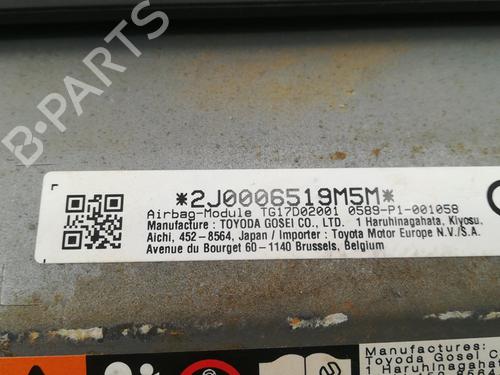 B-PARTS
*2J0006519M5M*
Airbag-Module TG17D02001 0589-P1-001058
Manufacture : TOYODA GOSEI CO., LTD. 1 Haruhinagahata, Kiyosu,
Aichi, 452-8564, Japan / Importer : Toyota Motor Europe N.V./S.A.
Avenue du Bourget 60 – 1140 Brussels, Belgium
Manufactures:
Toyoda Gosei C
1 Haruhinagahat